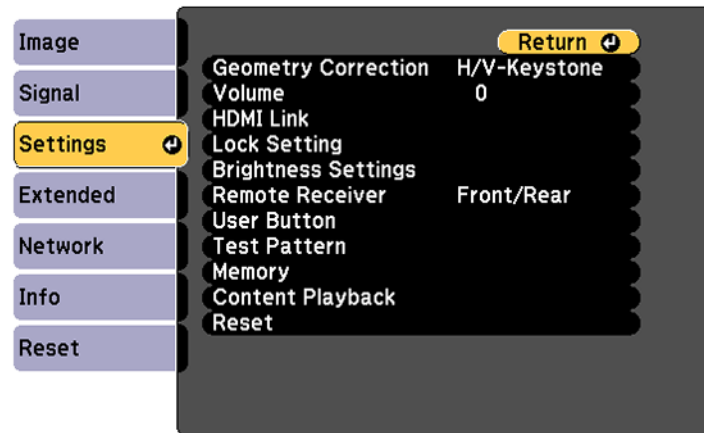 Image
Signal
Settings
Extended
Network
Info
Reset
Return
Geometry Correction H/V-Keystone
Volume 0
HDMI Link
Lock Setting
Brightness Settings
Remote Receiver Front/Rear
User Button
Test Pattern
Memory
Content Playback
Reset